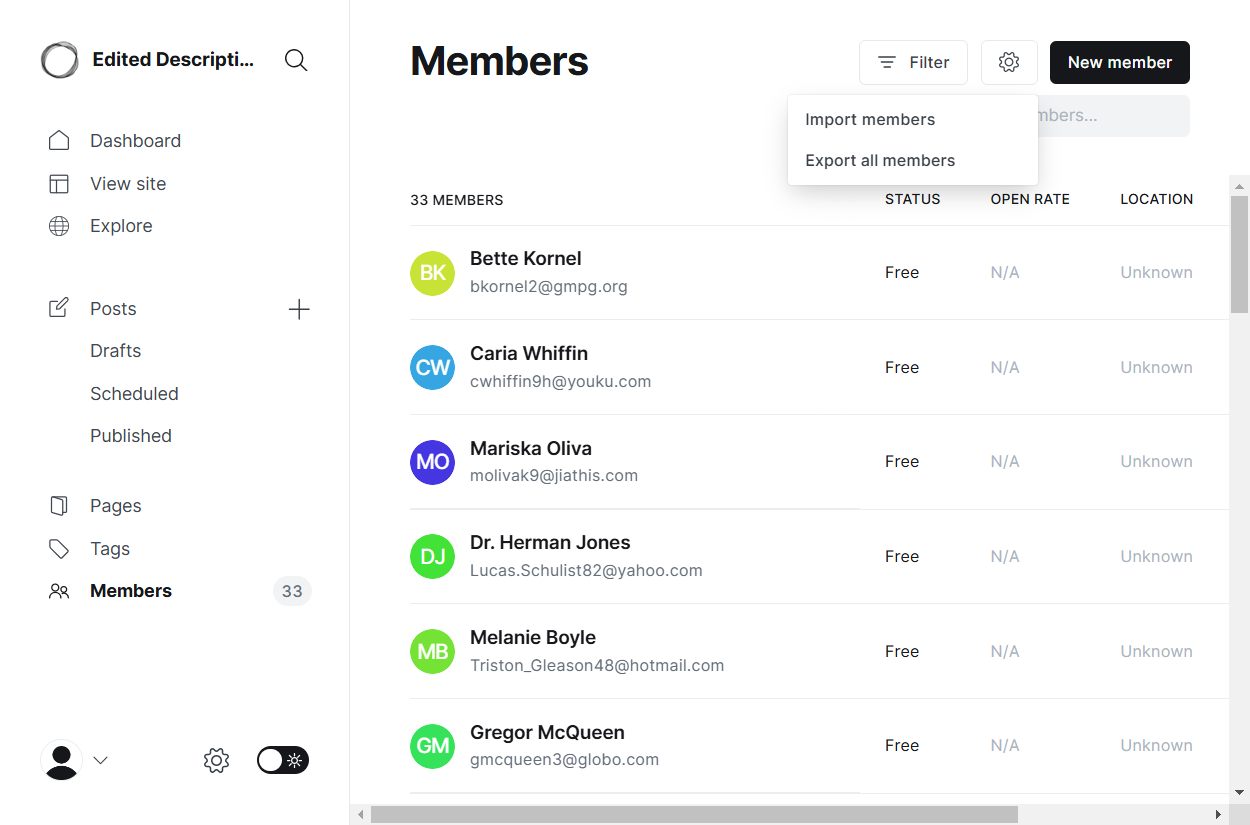 Edited Descripti...
Dashboard
View site
Explore
Posts
Drafts
Scheduled
Published
Pages
Tags
Members
33
Members
Filter
New member
Import members
Export all members
33 MEMBERS
STATUS
OPEN RATE
LOCATION
BK
Bette Kornel
bkornel2@gmpg.org
Free
N/A
Unknown
CW
Caria Whiffin
cwhiffin9h@youku.com
Free
N/A
Unknown
MO
Mariska Oliva
molivak9@jiathis.com
Free
N/A
Unknown
DJ
Dr. Herman Jones
Lucas.Schulist82@yahoo.com
Free
N/A
Unknown
MB
Melanie Boyle
Triston_Gleason48@hotmail.com
Free
N/A
Unknown
GM
Gregor McQueen
gmcqueen3@globo.com
Free
N/A
Unknown